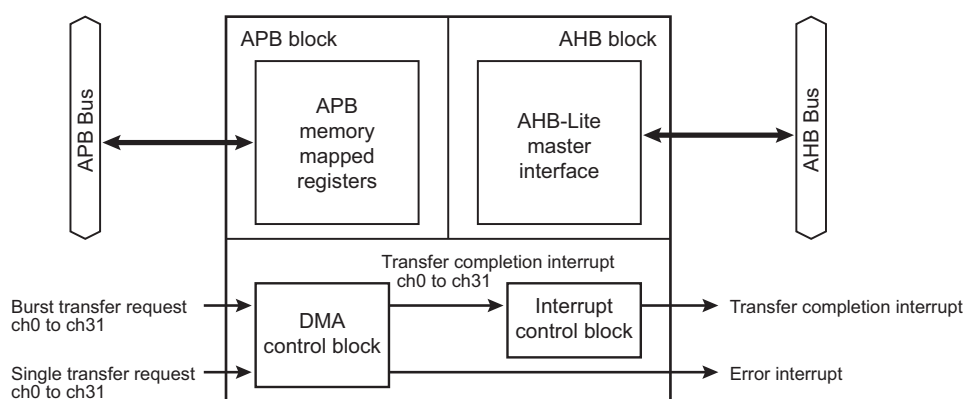 APB block
AHB block
APB Bus
APB
memory
mapped
registers
AHB-Lite
master
interface
AHB Bus
Transfer completion interrupt
ch0 to ch31
Burst transfer request
ch0 to ch31
DMA
control block
Interrupt
control block
Transfer completion interrupt
Single transfer request
ch0 to ch31
Error interrupt